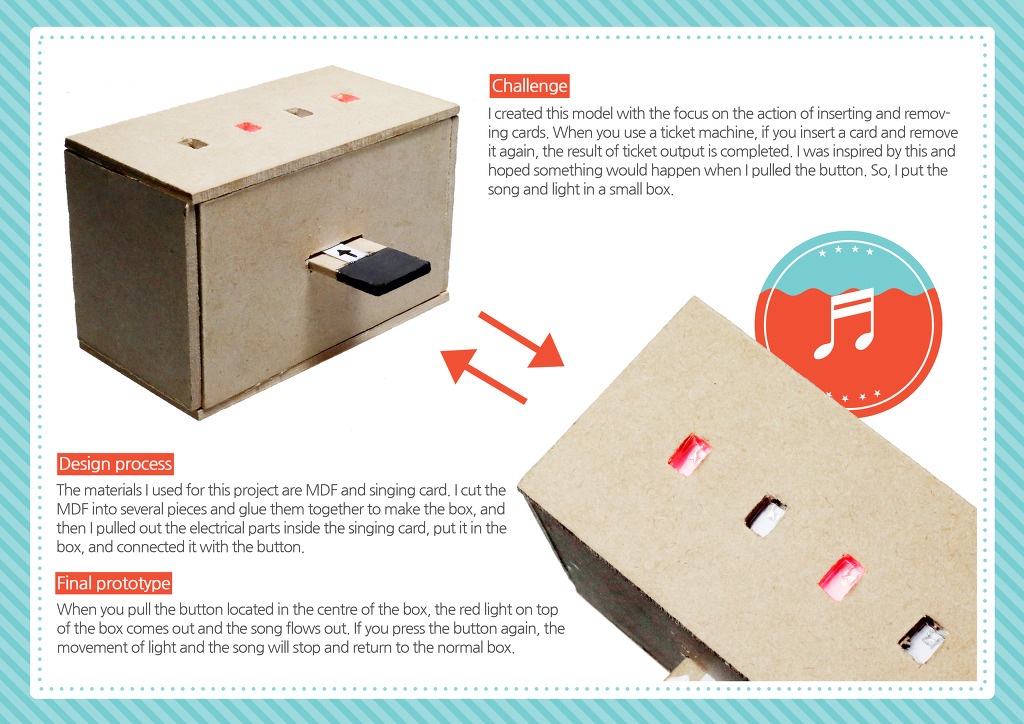 Challenge
I created this model with the focus on the action of inserting and remov-
ing cards. When you use a ticket machine, if you insert a card and remove
it again, the result of ticket output is completed. I was inspired by this and
hoped something would happen when I pulled the button. So, I put the
song and light in a small box.
Design process
The materials I used for this project are MDF and singing card. I cut the
MDF into several pieces and glue them together to make the box, and
then I pulled out the electrical parts inside the singing card, put it in the
box, and connected it with the button.
Final prototype
When you pull the button located in the centre of the box, the red light on top
of the box comes out and the song flows out. If you press the button again, the
movement of light and the song will stop and return to the normal box.